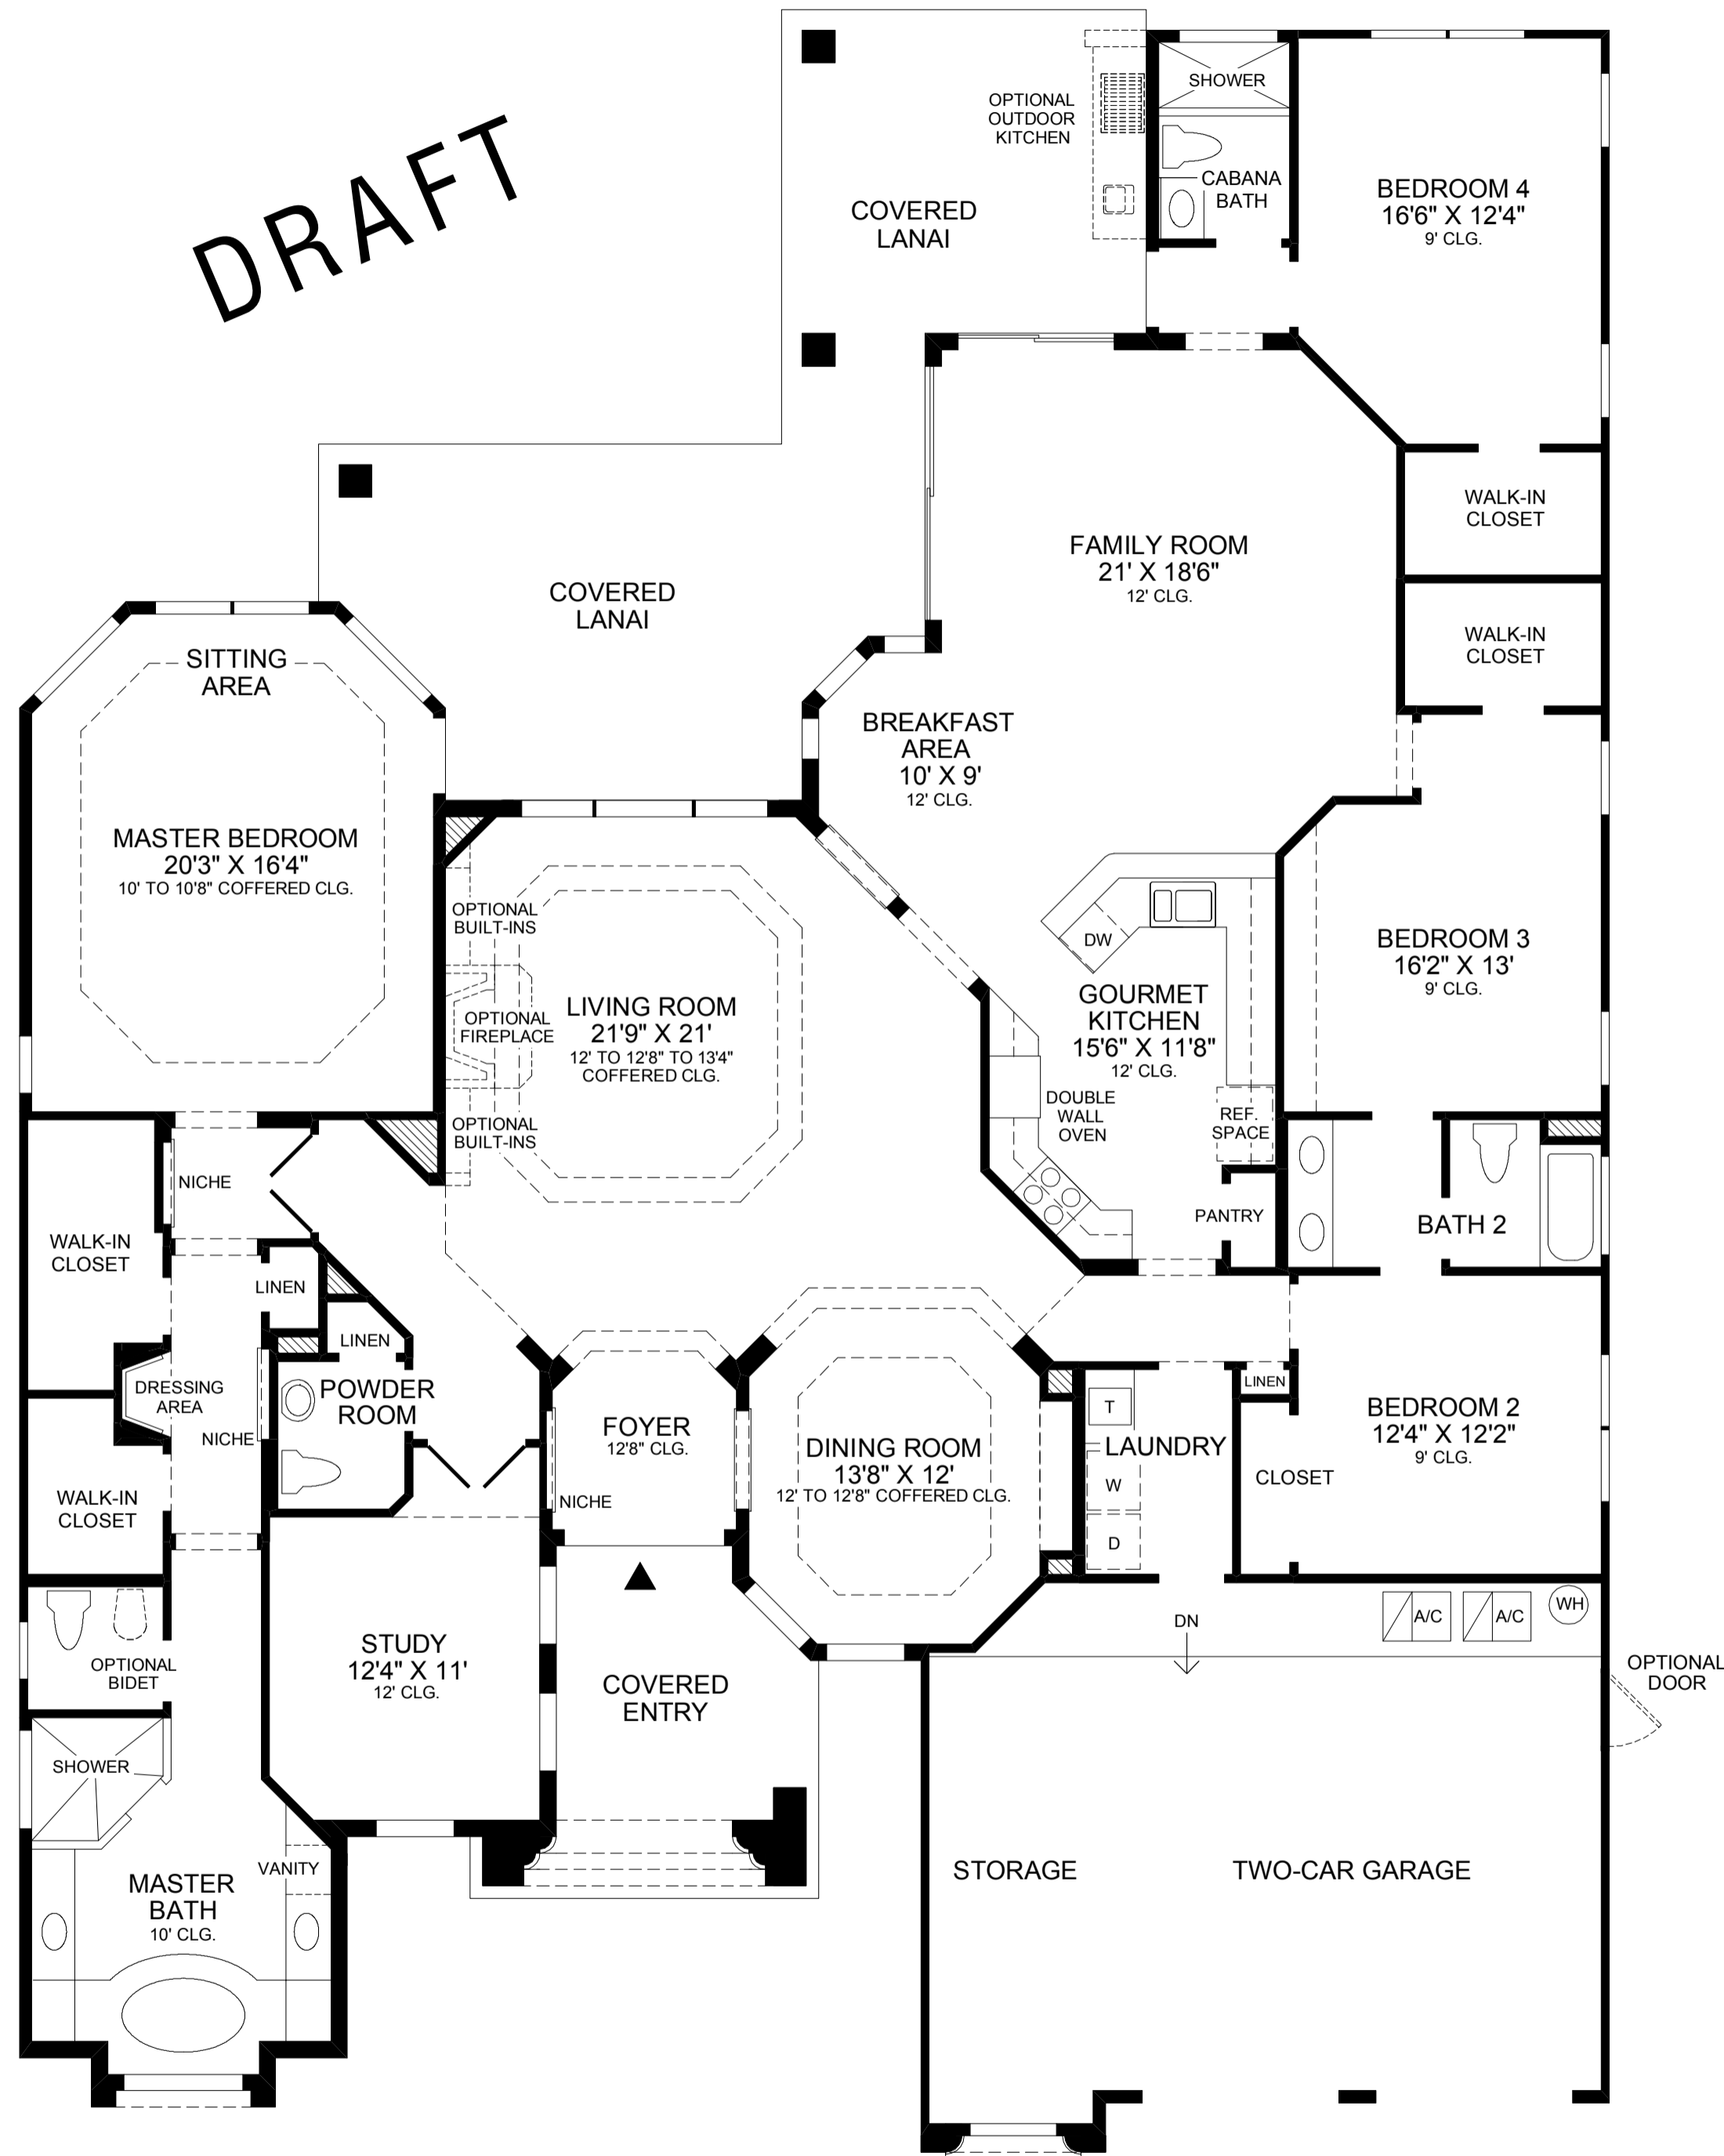 DRAFT
SHOWER
OPTIONAL
OUTDOOR
KITCHEN
CABANA
BATH
BEDROOM 4
16'6" X 12'4"
9' CLG.
COVERED
LANAI
WALK-IN
CLOSET
FAMILY ROOM
21' X 18'6"
12' CLG.
COVERED
LANAI
WALK-IN
CLOSET
SITTING
AREA
BREAKFAST
AREA
10' X 9'
12' CLG.
MASTER BEDROOM
20'3" X 16'4"
10' TO 10'8" COFFERED CLG.
OPTIONAL
BUILT-INS
DW
BEDROOM 3
16'2" X 13'
9' CLG.
LIVING ROOM
21'9" X 21'
12' TO 12'8" TO 13'4"
COFFERED CLG.
OPTIONAL
FIREPLACE
GOURMET
KITCHEN
15'6" X 11'8"
12' CLG.
DOUBLE
WALL
OVEN
REF.
SPACE
OPTIONAL
BUILT-INS
NICHE
PANTRY
BATH 2
WALK-IN
CLOSET
LINEN
LINEN
DRESSING
AREA
POWDER
ROOM
NICHE
FOYER
12'8" CLG.
NICHE
DINING ROOM
13'8" X 12'
12' TO 12'8" COFFERED CLG.
T
LAUNDRY
W
D
LINEN
CLOSET
BEDROOM 2
12'4" X 12'2"
9' CLG.
WALK-IN
CLOSET
DN
A/C
A/C
WH
OPTIONAL
BIDET
STUDY
12'4" X 11'
12' CLG.
COVERED
ENTRY
OPTIONAL
DOOR
SHOWER
VANITY
MASTER
BATH
10' CLG.
STORAGE
TWO-CAR GARAGE